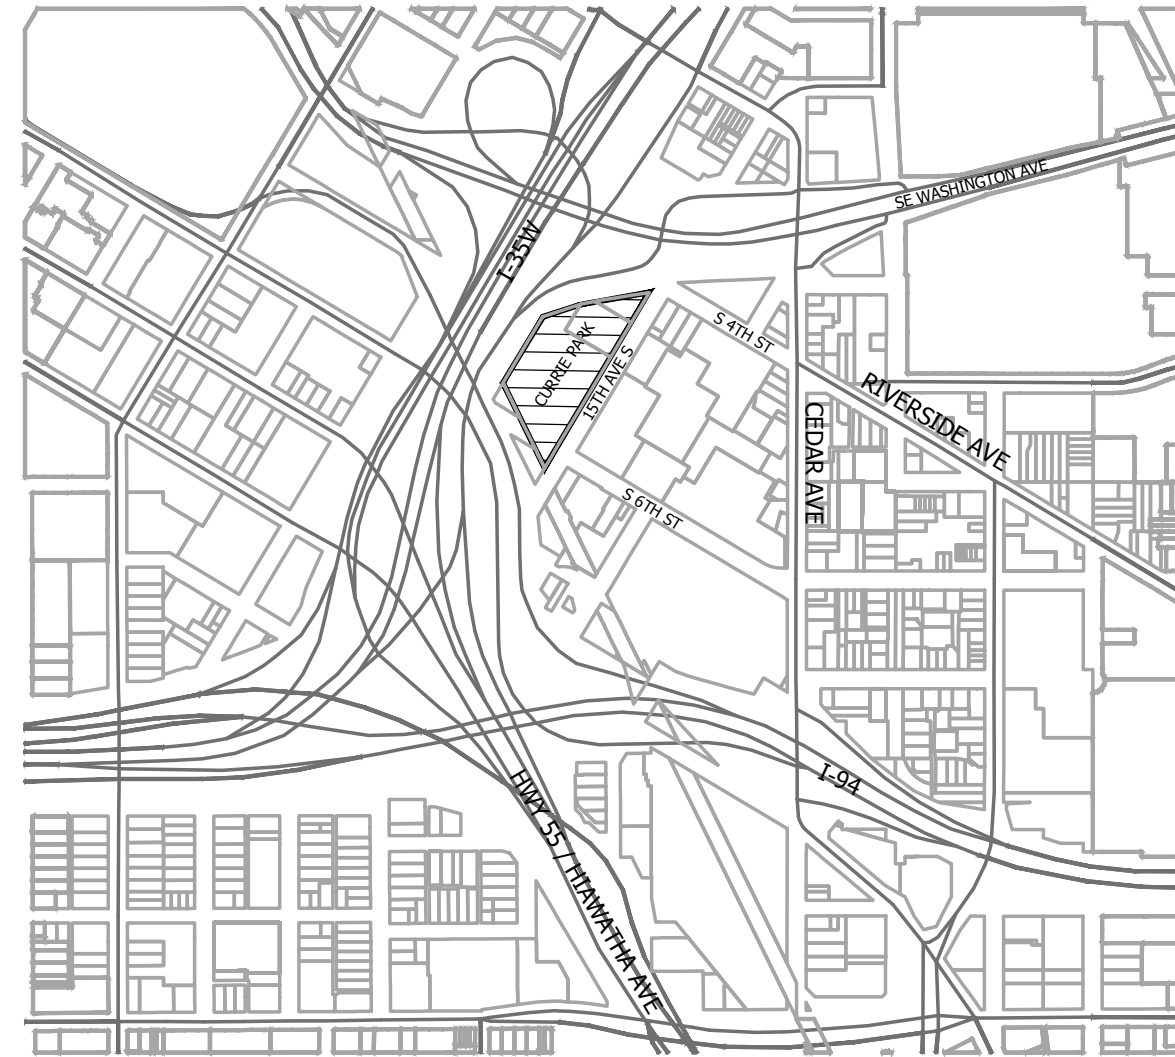 SE WASHINGTON AVE
I-35W
S 4TH ST
CURRIE PARK
15TH AVE S
RIVERSIDE AVE
CEDAR AVE
S 6TH ST
I-94
HWY 55 / HIAWATHA AVE